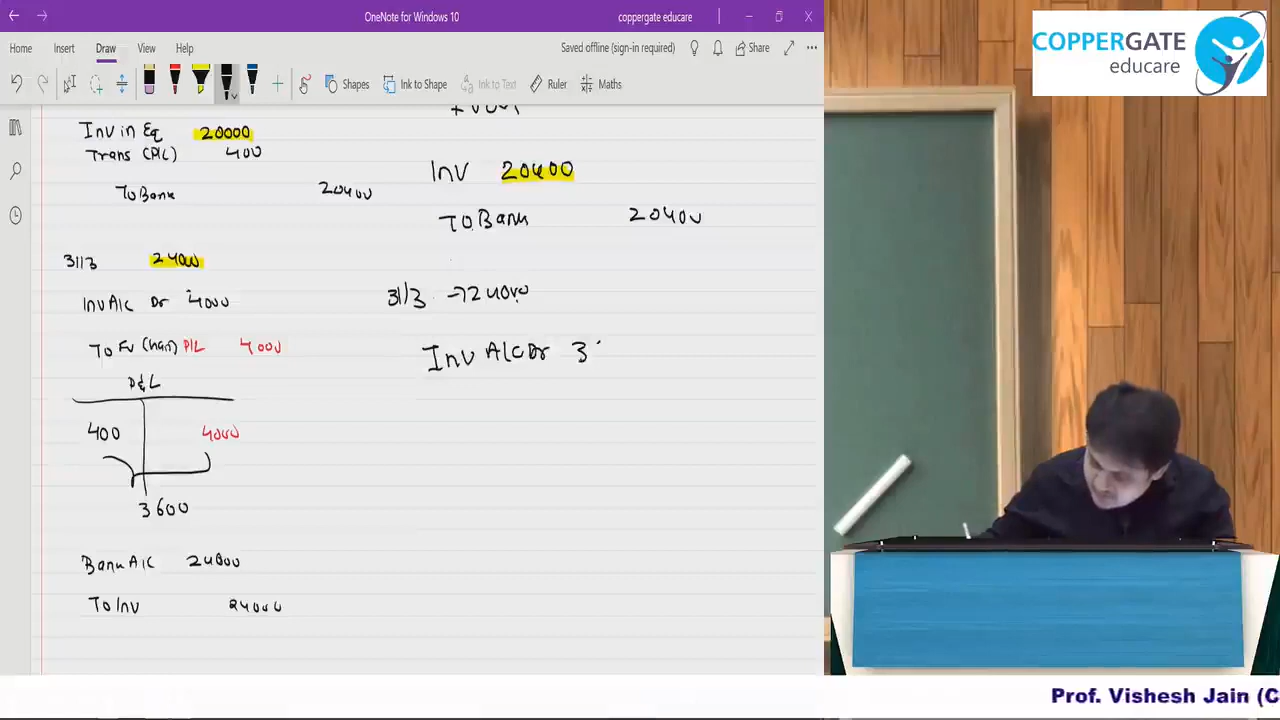 OneNote for Windows 10
coppergate educare
Home Insert Draw View Help
Saved offline (sign-in required)
Share
Shapes
Ink to Shape
Ink to Text
Ruler
Maths
Inv in Eq 20000
Trans (P/L) 400
To Bank 20400
31/3 24000
Inv A/C Dr 4000
To Fv (han) P/L 4000
P&L
400 4000
3600
Bank A/C 24000
To Inv 24000
Inv 20400
To Bank 20400
31/3 → 24000
Inv A/C Dr 3
COPPERGATE
educare
Prof. Vishesh Jain (C